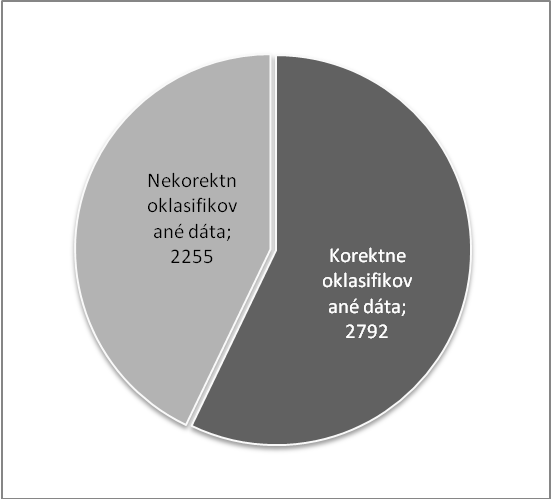 Nekorektn
oklasifikov
ané dáta;
2255
Korektne
oklasifikov
ané dáta;
2792